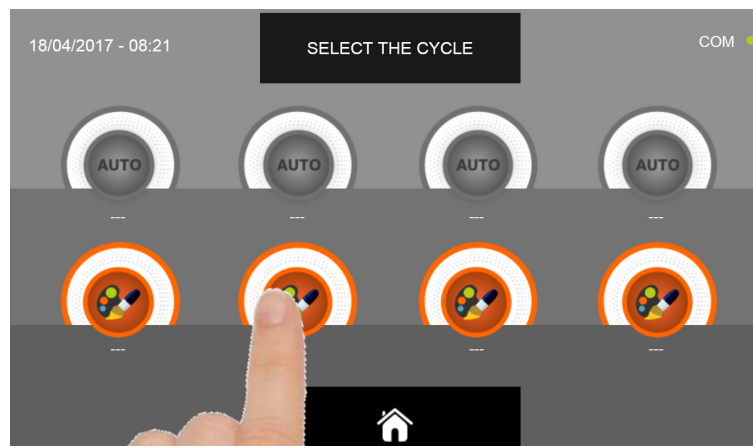 18/04/2017 - 08:21
SELECT THE CYCLE
COM
AUTO AUTO AUTO AUTO
--- --- --- ---
--- --- ---